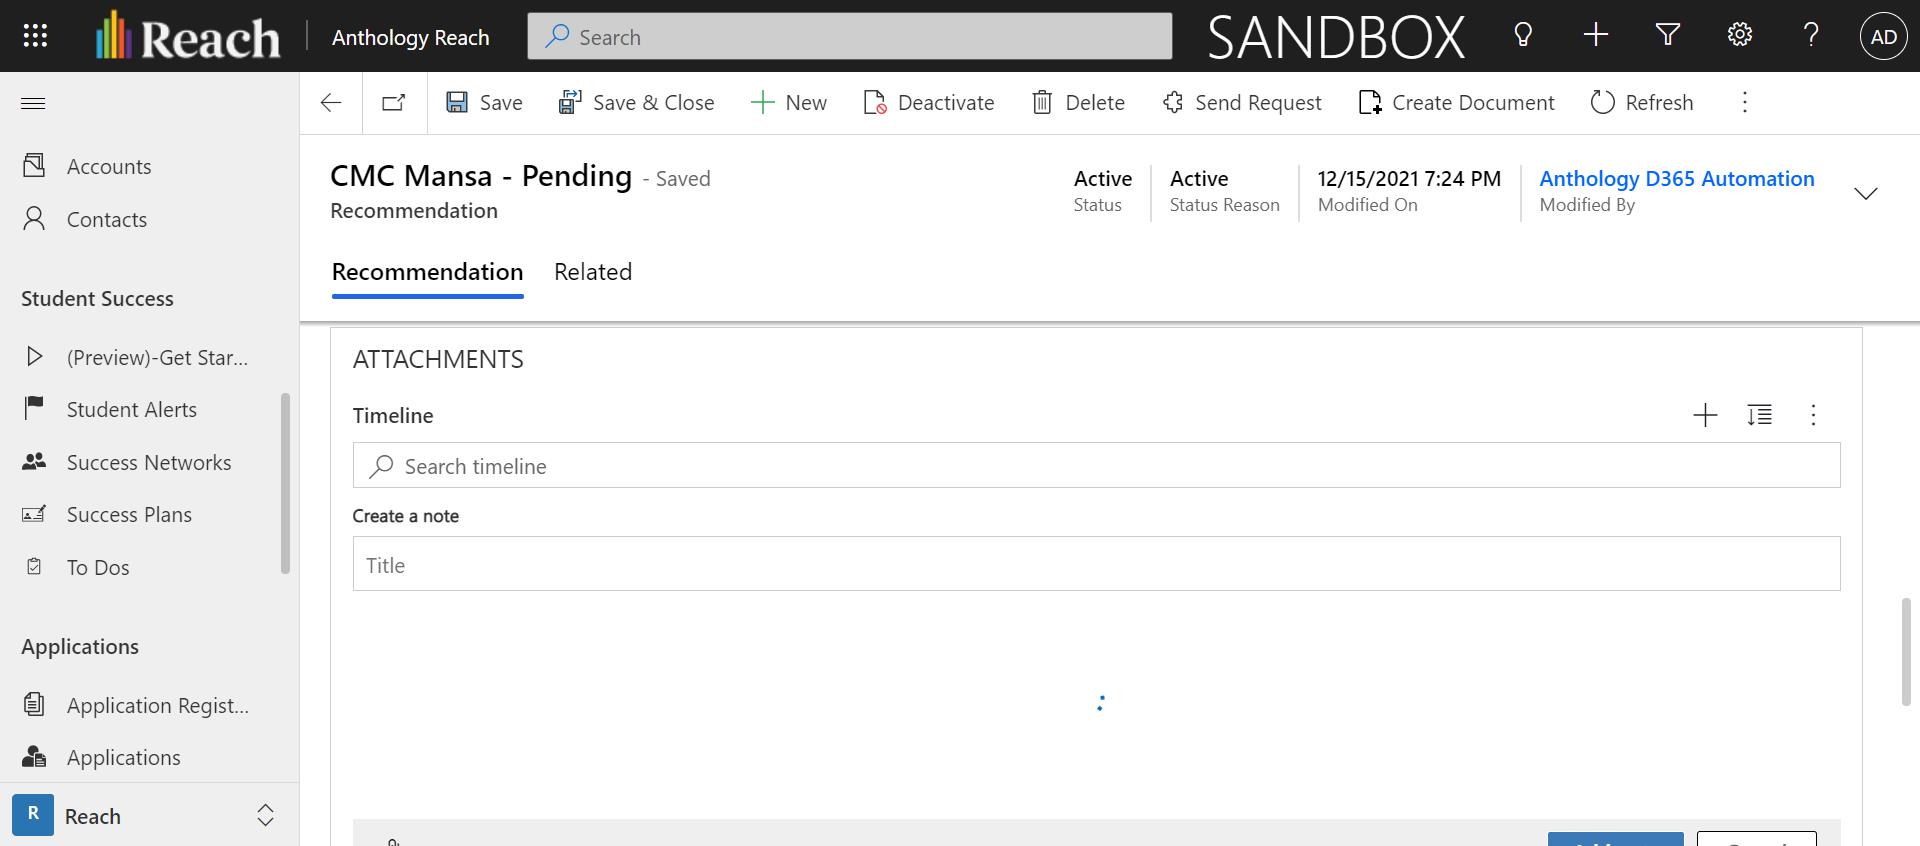 Reach
Anthology Reach
Search
SANDBOX
AD
Save
Save & Close
New
Deactivate
Delete
Send Request
Create Document
Refresh
Accounts
Contacts
Student Success
(Preview)-Get Star...
Student Alerts
Success Networks
Success Plans
To Dos
Applications
Application Regist...
Applications
R
Reach
CMC Mansa - Pending - Saved
Recommendation
Active
Status
Active
Status Reason
12/15/2021 7:24 PM
Modified On
Anthology D365 Automation
Modified By
Recommendation
Related
ATTACHMENTS
Timeline
Search timeline
Create a note
Title